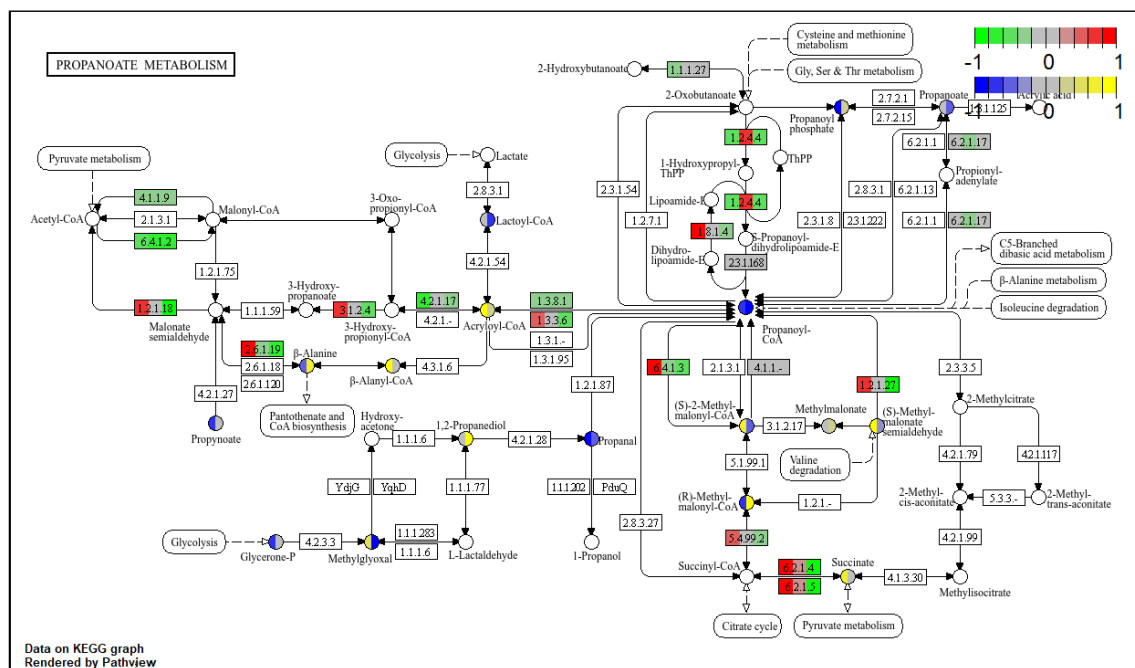 PROPANOATE METABOLISM
Cysteine and methionine
metabolism
Gly, Ser & Thr metabolism
-1 0 1
-1 0 1
2-Hydroxybutanoate
1.1.1.27
2-Oxobutanoate
Propanoyl
phosphate
2.7.2.1
2.7.2.15
Propanoate
1.3.1.125
Acrylic acid
Pyruvate metabolism
Glycolysis
Lactate
2.8.3.1
Lactoyl-CoA
4.2.1.54
Acetyl-CoA
4.1.1.9
2.1.3.1
6.4.1.2
Malonyl-CoA
3-Oxo-
propionyl-CoA
1.2.1.75
1.2.4.4
1-Hydroxypropyl-
ThPP
ThPP
1.2.4.4
Lipoamide-E
1.8.1.4
Dihydro-
lipoamide-E
S-Propanoyl-
dihydrolipoamide-E
2.3.1.168
2.3.1.54
1.2.7.1
2.3.1.8
2.3.1.222
2.8.3.1
6.2.1.13
6.2.1.1
6.2.1.17
Propionyl-
adenylate
6.2.1.1
6.2.1.17
C5-Branched
dibasic acid metabolism
β-Alanine metabolism
Isoleucine degradation
1.2.1.18
Malonate
semialdehyde
1.1.1.59
3-Hydroxy-
propanoate
3.1.2.4
3-Hydroxy-
propionyl-CoA
4.2.1.17
4.2.1.-
Acryloyl-CoA
1.3.8.1
1.3.3.6
1.3.1.-
1.3.1.95
Propanoyl-CoA
2.6.1.19
2.6.1.18
2.6.1.120
β-Alanine
β-Alanyl-CoA
4.3.1.6
4.2.1.27
Propynoate
Pantothenate and
CoA biosynthesis
1.2.1.87
6.4.1.3
2.1.3.1
4.1.1.-
1.2.1.27
2.3.3.5
(S)-2-Methyl-
malonyl-CoA
3.1.2.17
Methylmalonate
(S)-Methyl-
malonate
semialdehyde
2-Methylcitrate
Hydroxy-
acetone
1.1.1.6
1,2-Propanediol
4.2.1.28
Propanal
Valine
degradation
5.1.99.1
4.2.1.79
4.2.1.117
YdjG
YqhD
1.1.1.77
1.1.1.202
PduQ
(R)-Methyl-
malonyl-CoA
1.2.1.-
2-Methyl-
cis-aconitate
5.3.3.-
2-Methyl-
trans-aconitate
2.8.3.27
Glycolysis
Glycerone-P
4.2.3.3
Methylglyoxal
1.1.1.283
1.1.1.6
L-Lactaldehyde
1-Propanol
5.4.99.2
4.2.1.99
Succinyl-CoA
6.2.1.4
6.2.1.5
Succinate
4.1.3.30
Methylisocitrate
Citrate cycle
Pyruvate metabolism
Data on KEGG graph
Rendered by Pathview